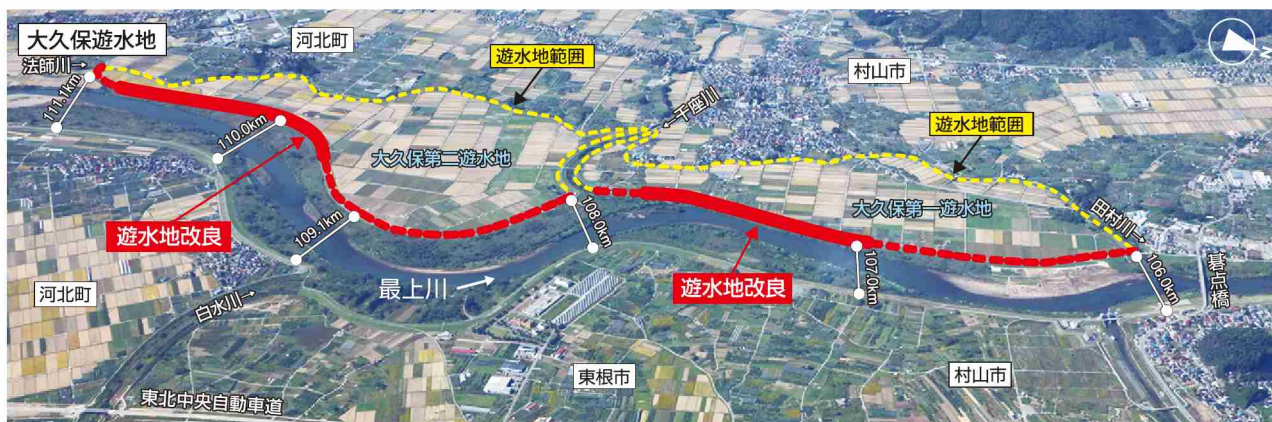 大久保遊水地
法師川→
河北町
遊水地範囲
村山市
←千座川
遊水地範囲
N
111.1km
110.0km
大久保第二遊水地
大久保第一遊水地
田村川→
遊水地改良
109.1km
108.0km
遊水地改良
107.0km
106.0km
碁点橋
河北町
白水川→
最上川→
東根市
村山市
東北中央自動車道